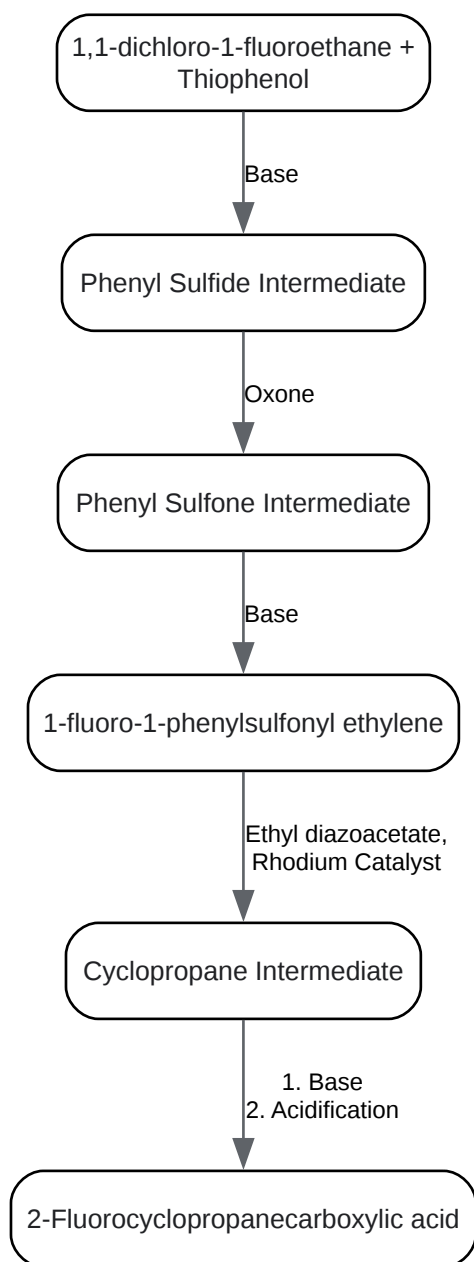 1,1-dichloro-1-fluoroethane +
Thiophenol
Base
Phenyl Sulfide Intermediate
Oxone
Phenyl Sulfone Intermediate
Base
1-fluoro-1-phenylsulfonyl ethylene
Ethyl diazoacetate,
Rhodium Catalyst
Cyclopropane Intermediate
1. Base
2. Acidification
2-Fluorocyclopropanecarboxylic acid